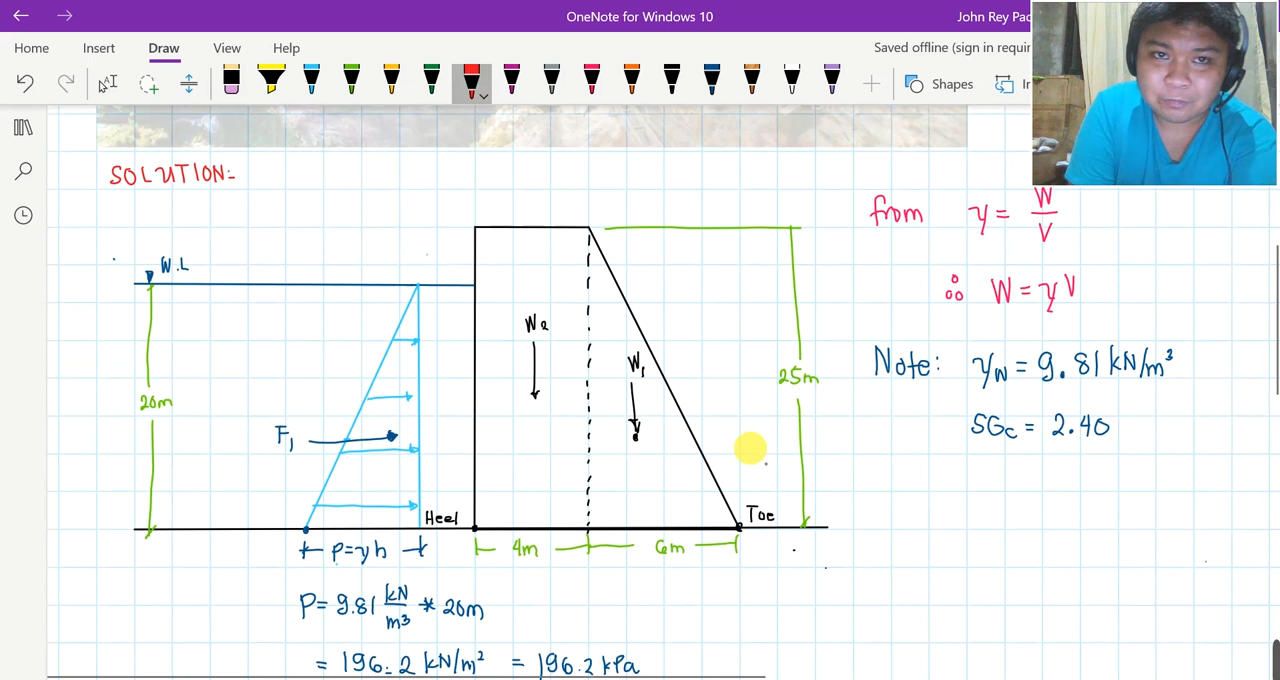 OneNote for Windows 10
John Rey Pad
Home Insert Draw View Help
Saved offline (sign in requir
Shapes
SOLUTION:
from γ = W
V
W.L
∴ W = γV
W2
W1
Note: γW = 9.81 kN/m³
25m
20m
SGC = 2.40
F1
Heel
Toe
P=γh
4m
6m
P= 9.81 kN * 20m
m³
= 196.2 kN/m² = 196.2 kPa